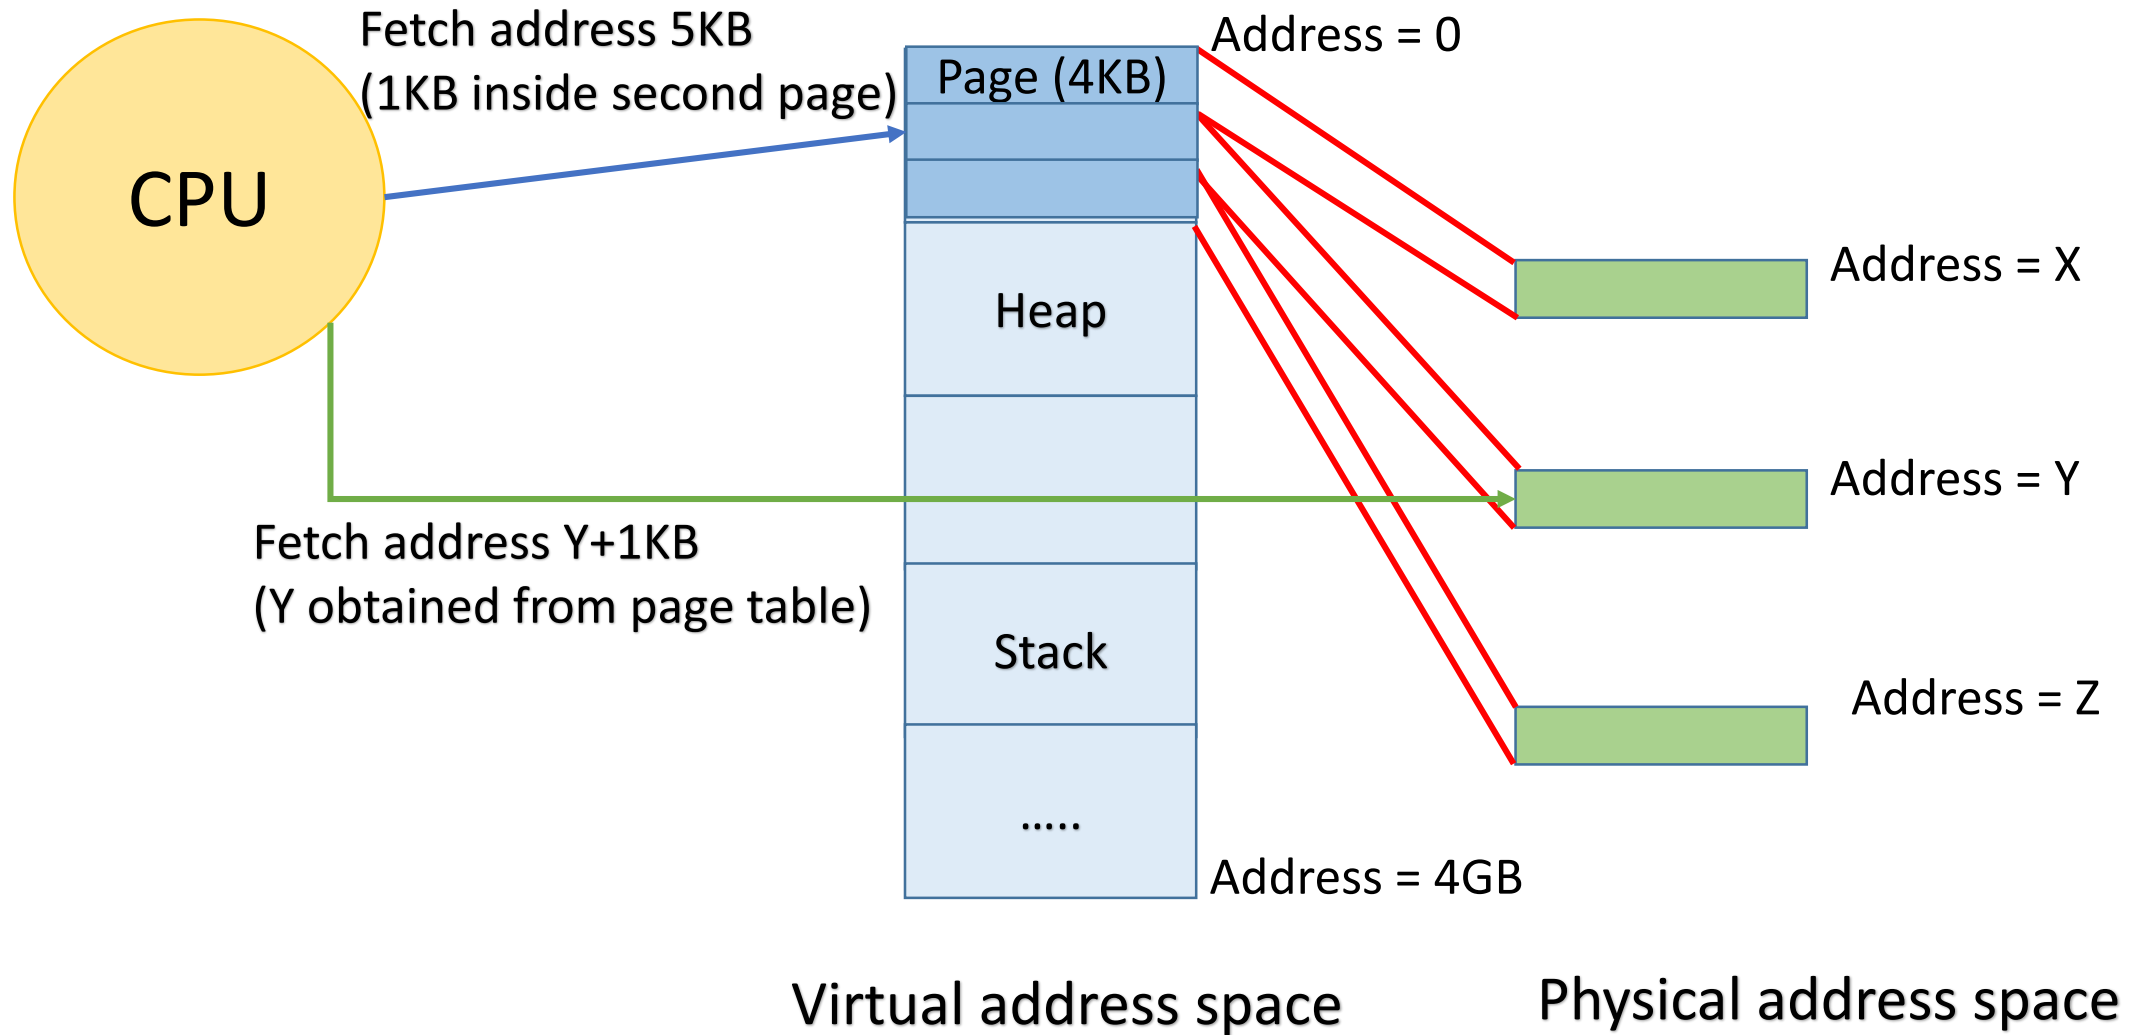 Fetch address 5KB
(1KB inside second page)
CPU
Address = 0
Page (4KB)
Heap
Address = X
Address = Y
Fetch address Y+1KB
(Y obtained from page table)
Stack
Address = Z
.....
Address = 4GB
Virtual address space
Physical address space